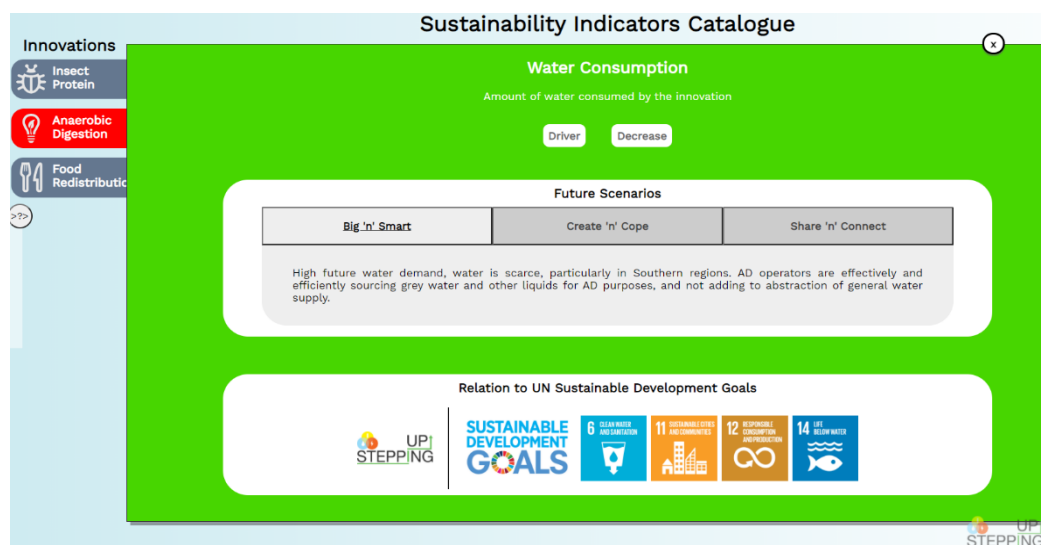 Sustainability Indicators Catalogue
Innovations
x
Insect
Protein
Anaerobic
Digestion
Food
Redistributio
>?>
Water Consumption
Amount of water consumed by the innovation
Driver Decrease
Future Scenarios
Big 'n' Smart Create 'n' Cope Share 'n' Connect
High future water demand, water is scarce, particularly in Southern regions. AD operators are effectively and
efficiently sourcing grey water and other liquids for AD purposes, and not adding to abstraction of general water
supply.
Relation to UN Sustainable Development Goals
UP
STEPPING
SUSTAINABLE
DEVELOPMENT
GOALS
6 CLEAN WATER
AND SANITATION
11 SUSTAINABLE CITIES
AND COMMUNITIES
12 RESPONSIBLE
CONSUMPTION
AND PRODUCTION
14 LIFE
BELOW WATER
UP
STEPPING